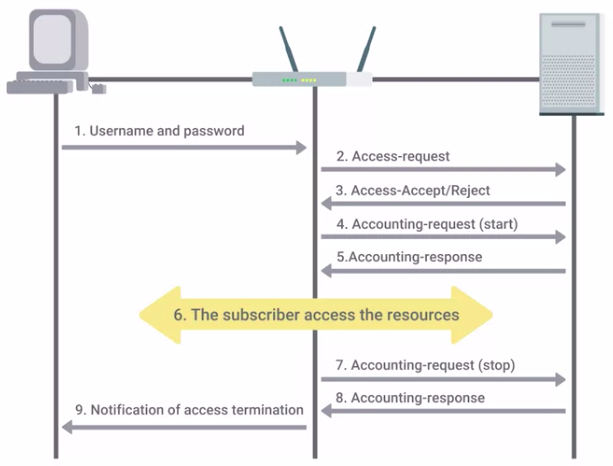 1. Username and password
2. Access-request
3. Access-Accept/Reject
4. Accounting-request (start)
5.Accounting-response
6. The subscriber access the resources
7. Accounting-request (stop)
8. Accounting-response
9. Notification of access termination